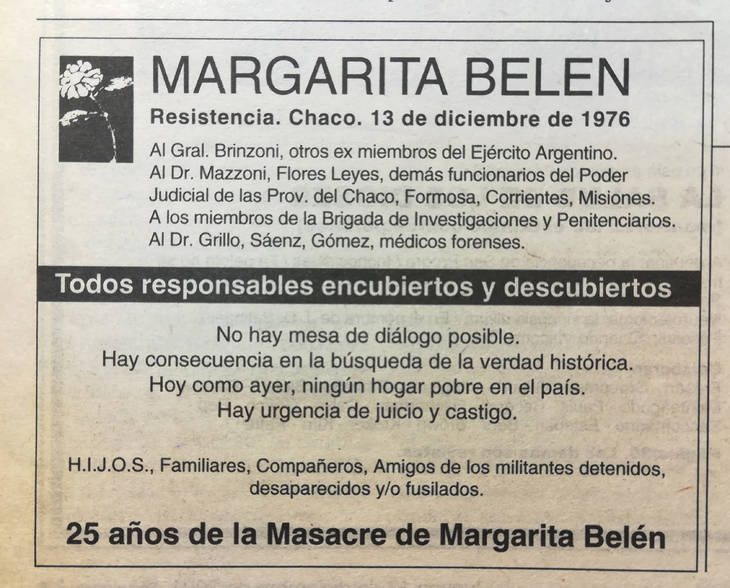 MARGARITA BELEN
Resistencia. Chaco. 13 de diciembre de 1976
Al Gral. Brinzoni, otros ex miembros del Ejército Argentino.
Al Dr. Mazzoni, Flores Leyes, demás funcionarios del Poder
Judicial de las Prov. del Chaco, Formosa, Corrientes, Misiones.
A los miembros de la Brigada de Investigaciones y Penitenciarios.
Al Dr. Grillo, Sáenz, Gómez, médicos forenses.
Todos responsables encubiertos y descubiertos
No hay mesa de diálogo posible.
Hay consecuencia en la búsqueda de la verdad histórica.
Hoy como ayer, ningún hogar pobre en el país.
Hay urgencia de juicio y castigo.
H.I.J.O.S., Familiares, Compañeros, Amigos de los militantes detenidos,
desaparecidos y/o fusilados.
25 años de la Masacre de Margarita Belén